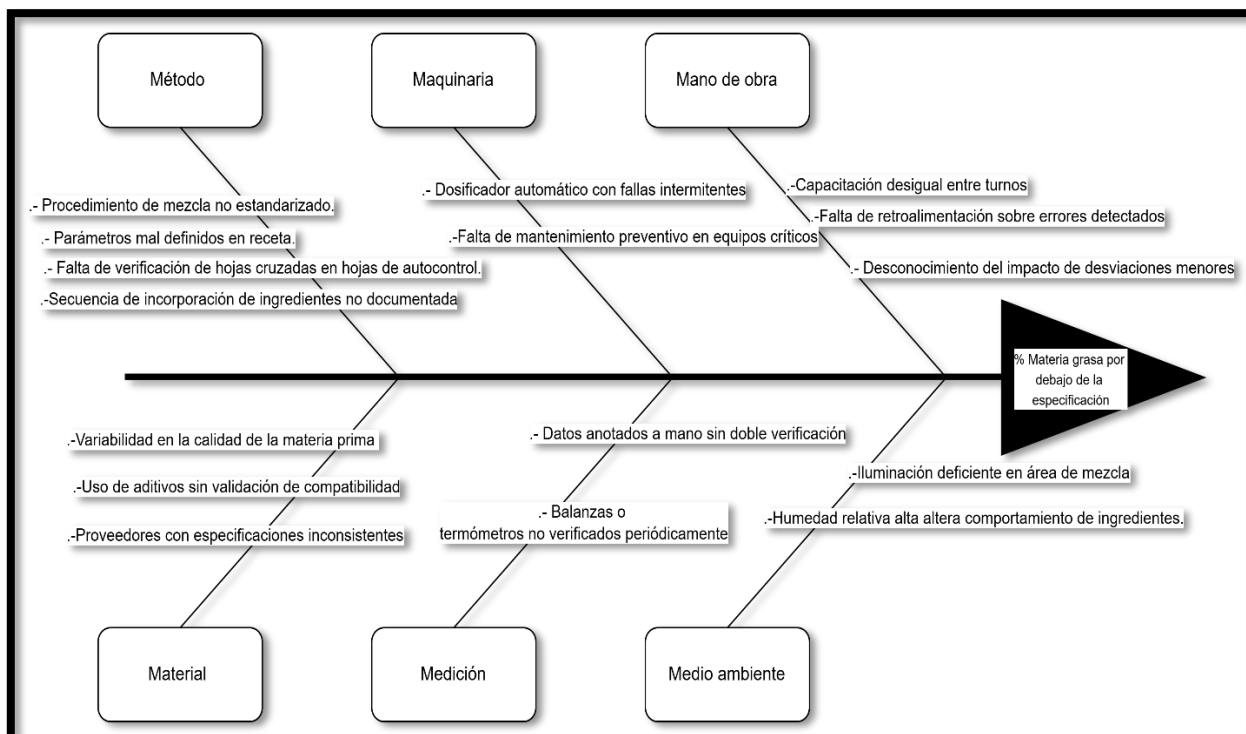 Método
Maquinaria
Mano de obra
.- Procedimiento de mezcla no estandarizado.
.- Parámetros mal definidos en receta.
.- Falta de verificación de hojas cruzadas en hojas de autocontrol.
.-Secuencia de incorporación de ingredientes no documentada
.- Dosificador automático con fallas intermitentes
.-Falta de mantenimiento preventivo en equipos críticos
.-Capacitación desigual entre turnos
.-Falta de retroalimentación sobre errores detectados
.- Desconocimiento del impacto de desviaciones menores
% Materia grasa por
debajo de la
especificación
.-Variabilidad en la calidad de la materia prima
.-Uso de aditivos sin validación de compatibilidad
.-Proveedores con especificaciones inconsistentes
.- Datos anotados a mano sin doble verificación
.- Balanzas o
termómetros no verificados periódicamente
.-Iluminación deficiente en área de mezcla
.-Humedad relativa alta altera comportamiento de ingredientes.
Material
Medición
Medio ambiente